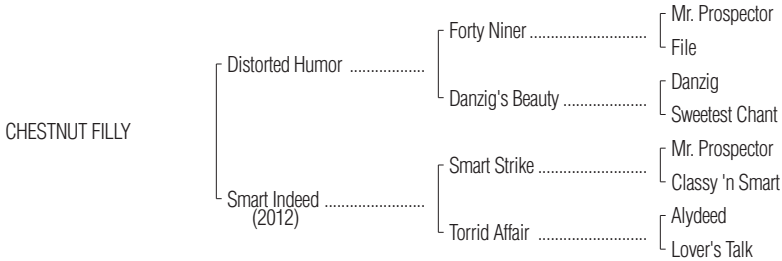 Mr. Prospector
Forty Niner ............................
File
Distorted Humor ..................
Danzig
Danzig's Beauty ....................
Sweetest Chant
CHESTNUT FILLY
Mr. Prospector
Smart Strike ..........................
Classy 'n Smart
Smart Indeed ........................
(2012)
Alydeed
Torrid Affair ..........................
Lover's Talk